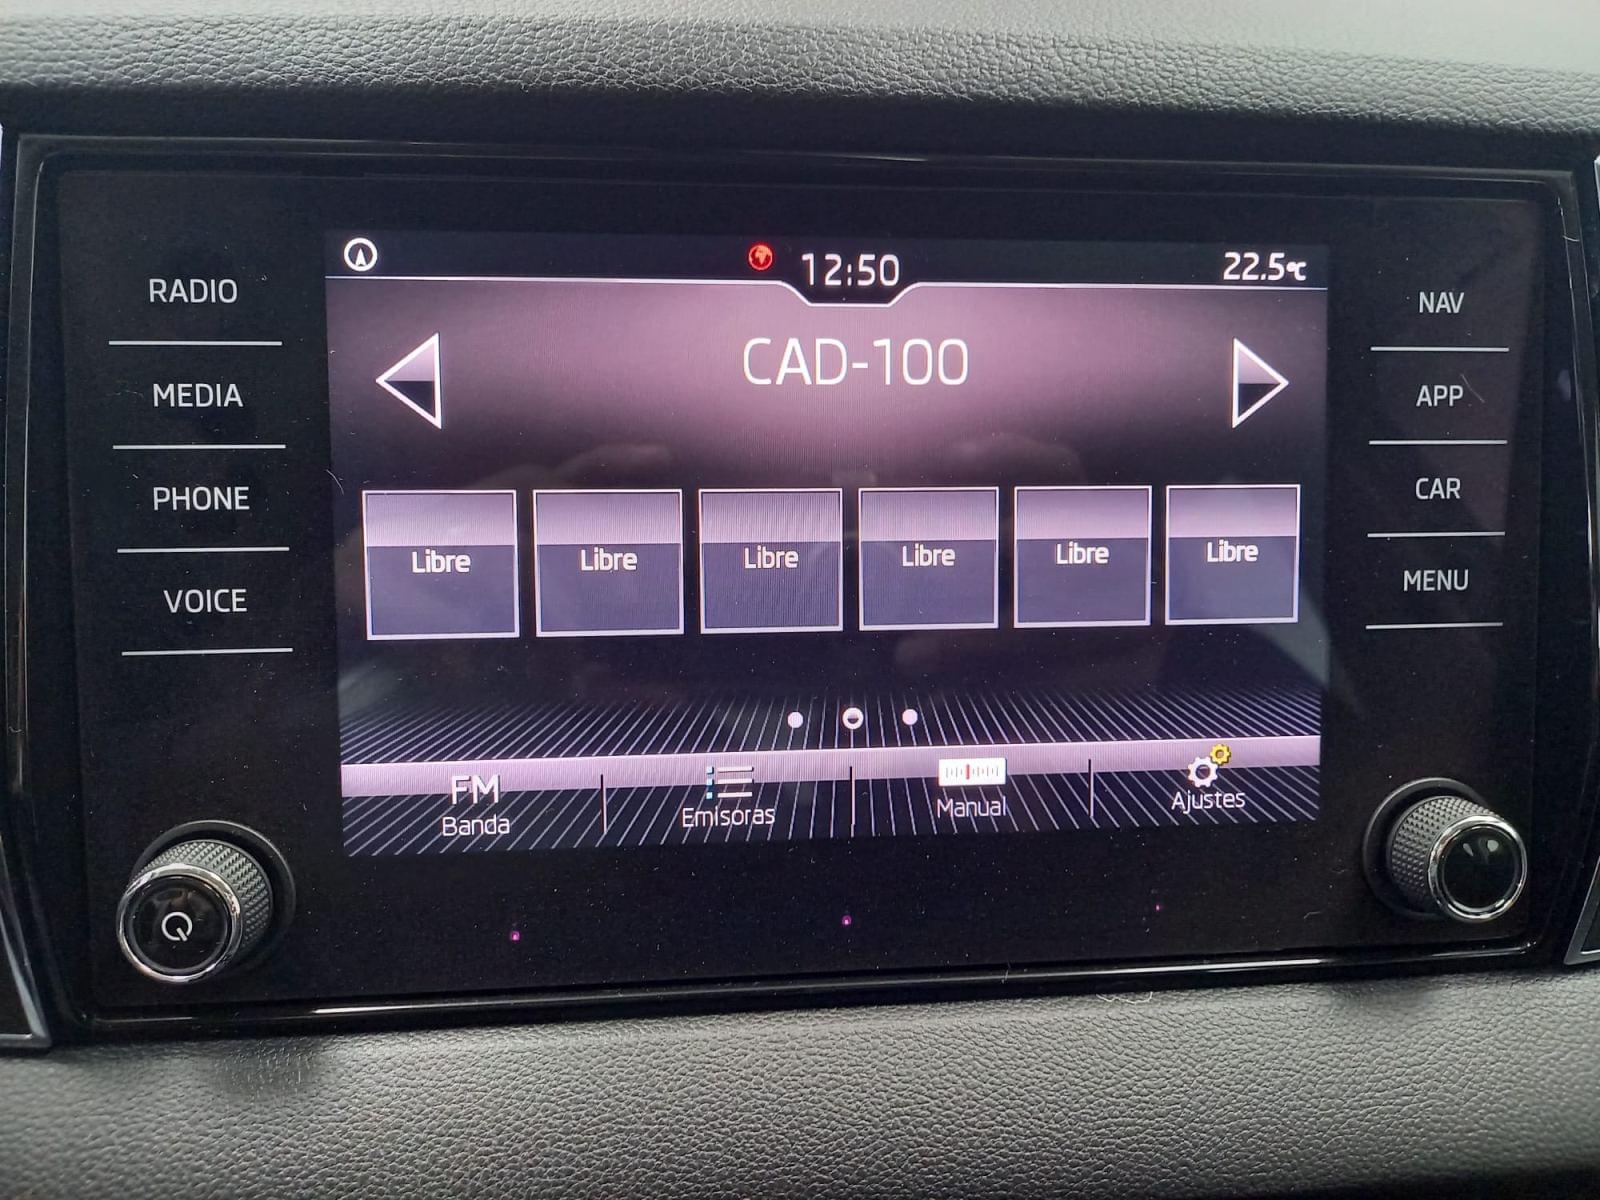 12:50
22.5°C
RADIO
MEDIA
PHONE
VOICE
CAD-100
Libre
Libre
Libre
Libre
Libre
Libre
FM
Banda
Emisoras
Manual
Ajustes
NAV
APP
CAR
MENU